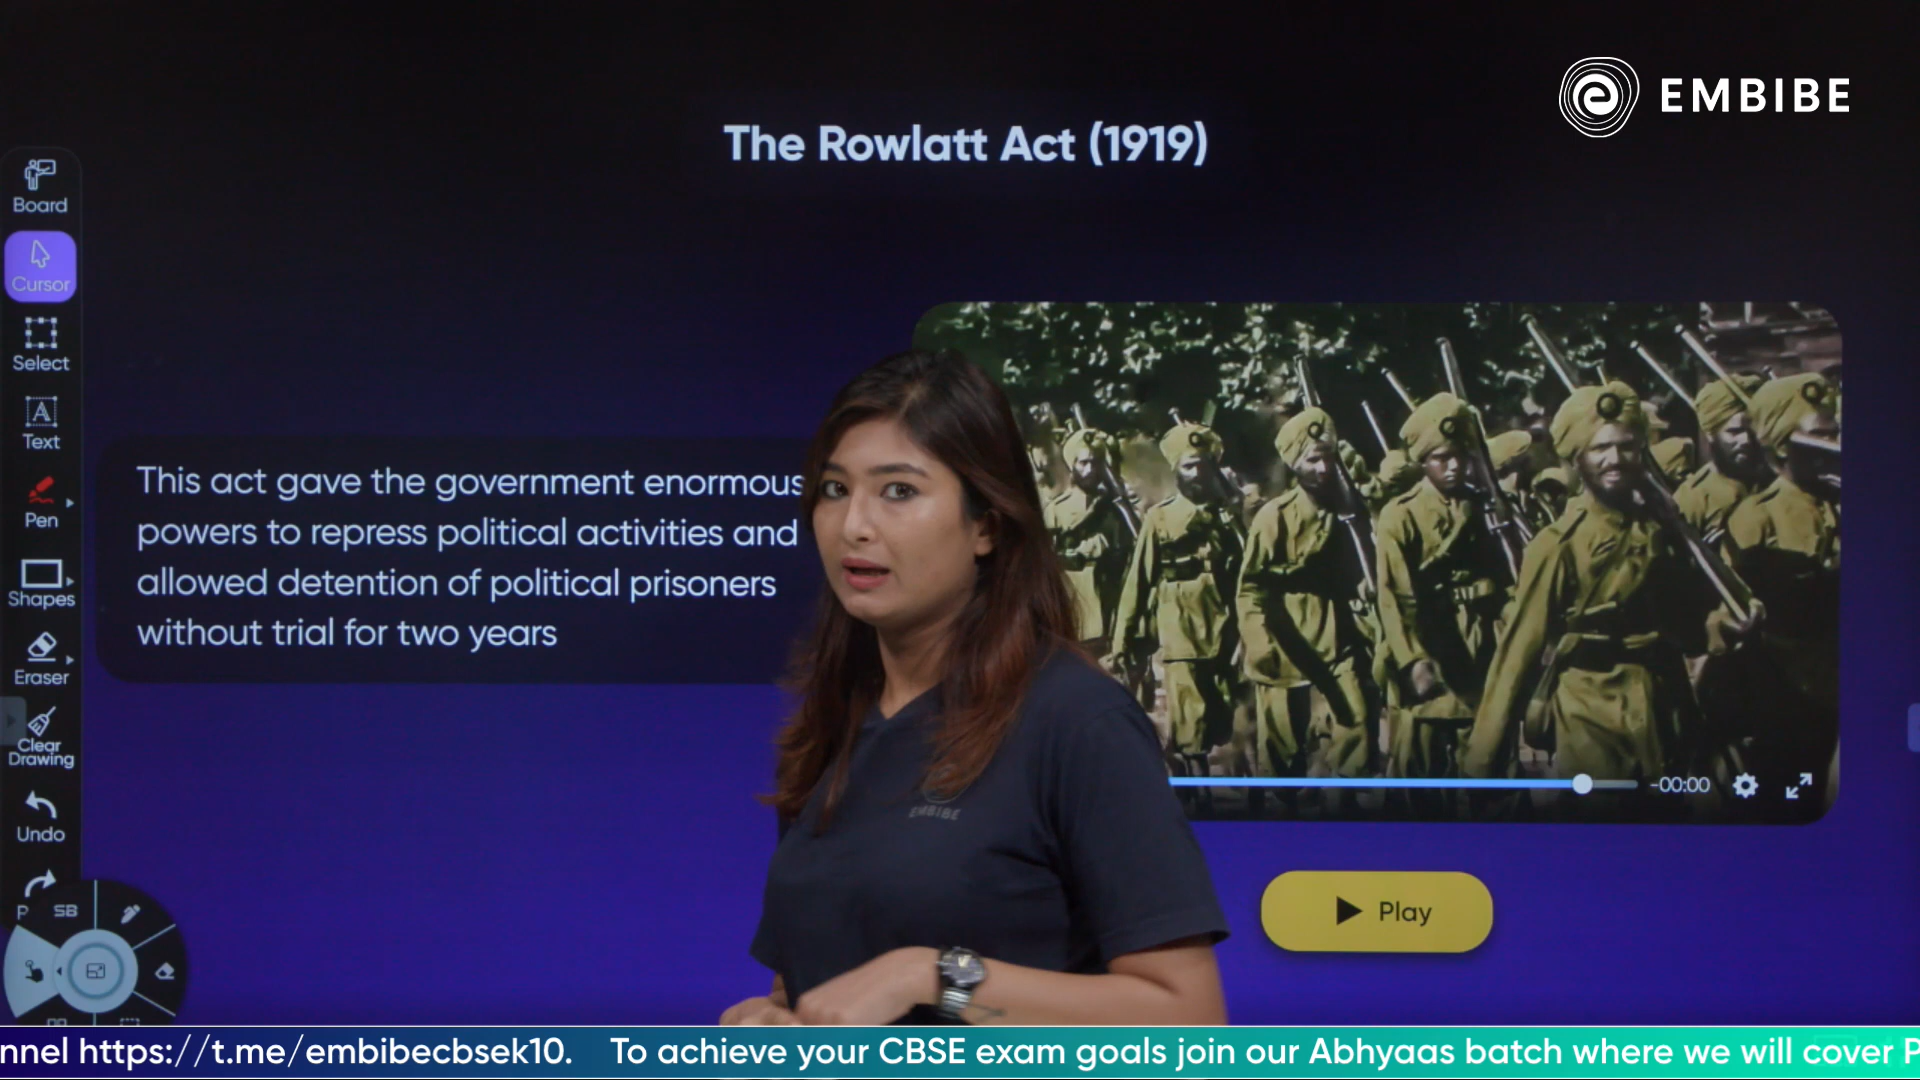 EMBIBE
The Rowlatt Act (1919)
Board
Cursor
Select
Text
Pen
Shapes
Eraser
Clear
Drawing
Undo
SB
This act gave the government enormous
powers to repress political activities and
allowed detention of political prisoners
without trial for two years
EMBIBE
-00:00
Play
nnel https://t.me/embibecbsek10. To achieve your CBSE exam goals join our Abhyaas batch where we will cover P